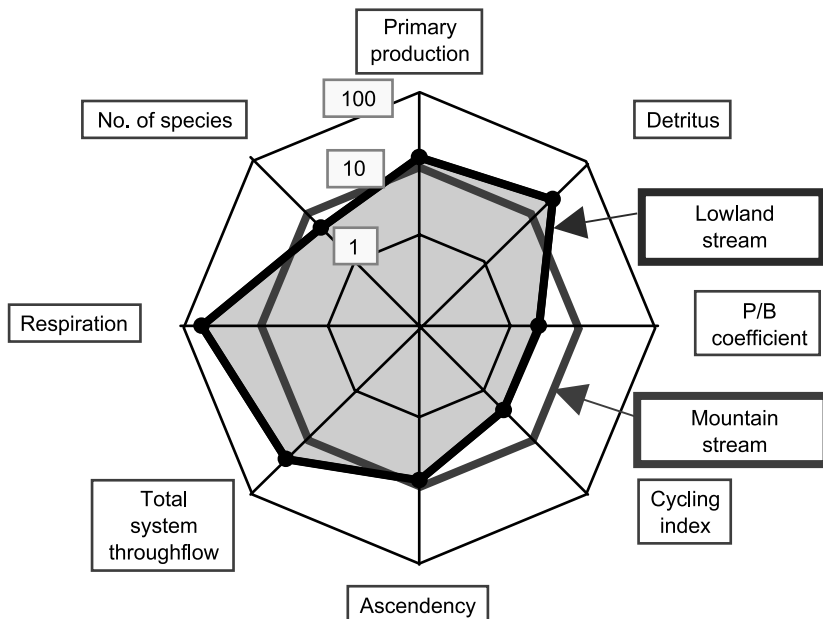 Primary
production
100
No. of species
Detritus
10
Lowland
stream
1
Respiration
P/B
coefficient
Mountain
stream
Total
system
throughflow
Cycling
index
Ascendency